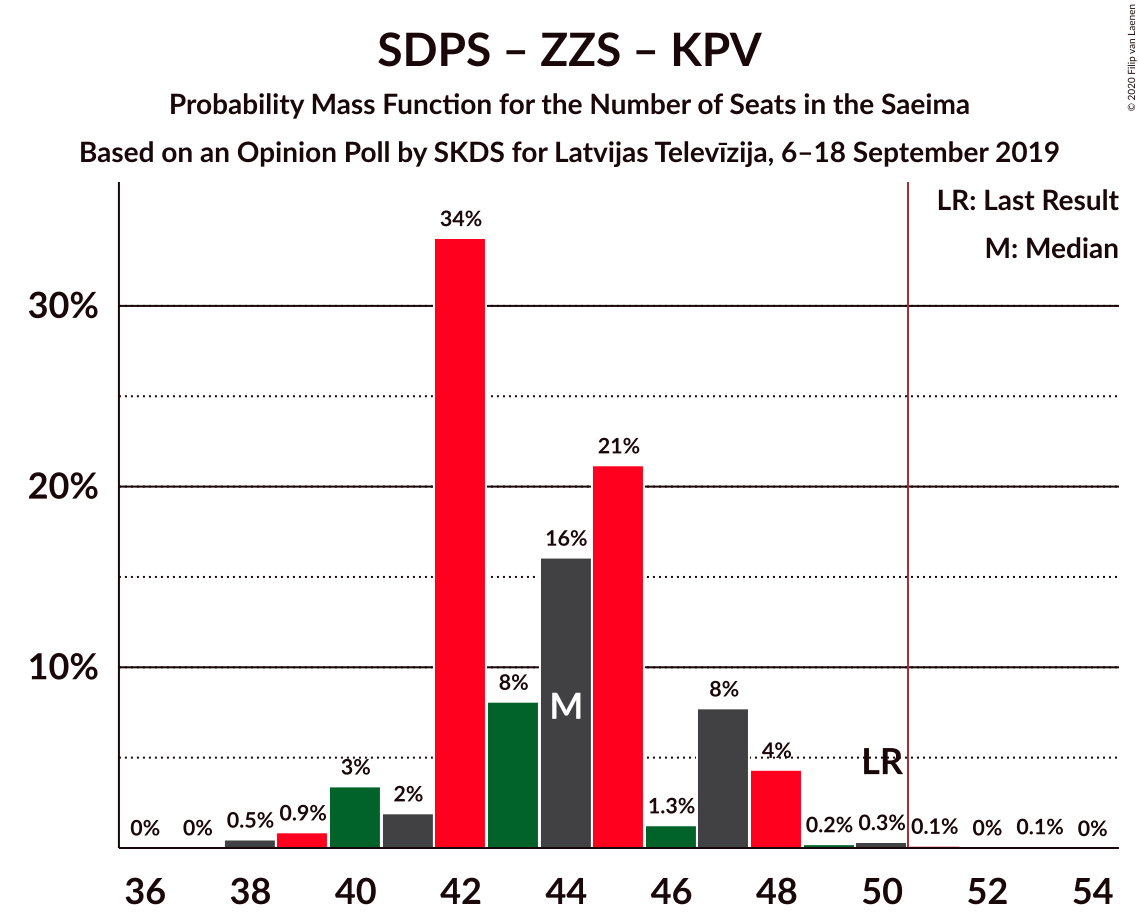 SDPS – ZZS – KPV
Probability Mass Function for the Number of Seats in the Saeima
Based on an Opinion Poll by SKDS for Latvijas Televīzija, 6–18 September 2019
© 2020 Filip van Laenen
LR: Last Result
M: Median
34%
30%
21%
20%
16%
10%
8%
M
8%
4%
LR
3%
2%
1.3%
0% 0% 0.5% 0.9% 0.2% 0.3% 0.1% 0% 0.1% 0%
36 38 40 42 44 46 48 50 52 54